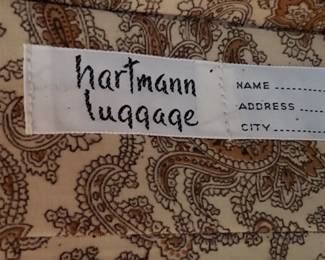 hartmann
luggage
NAME
ADDRESS
CITY